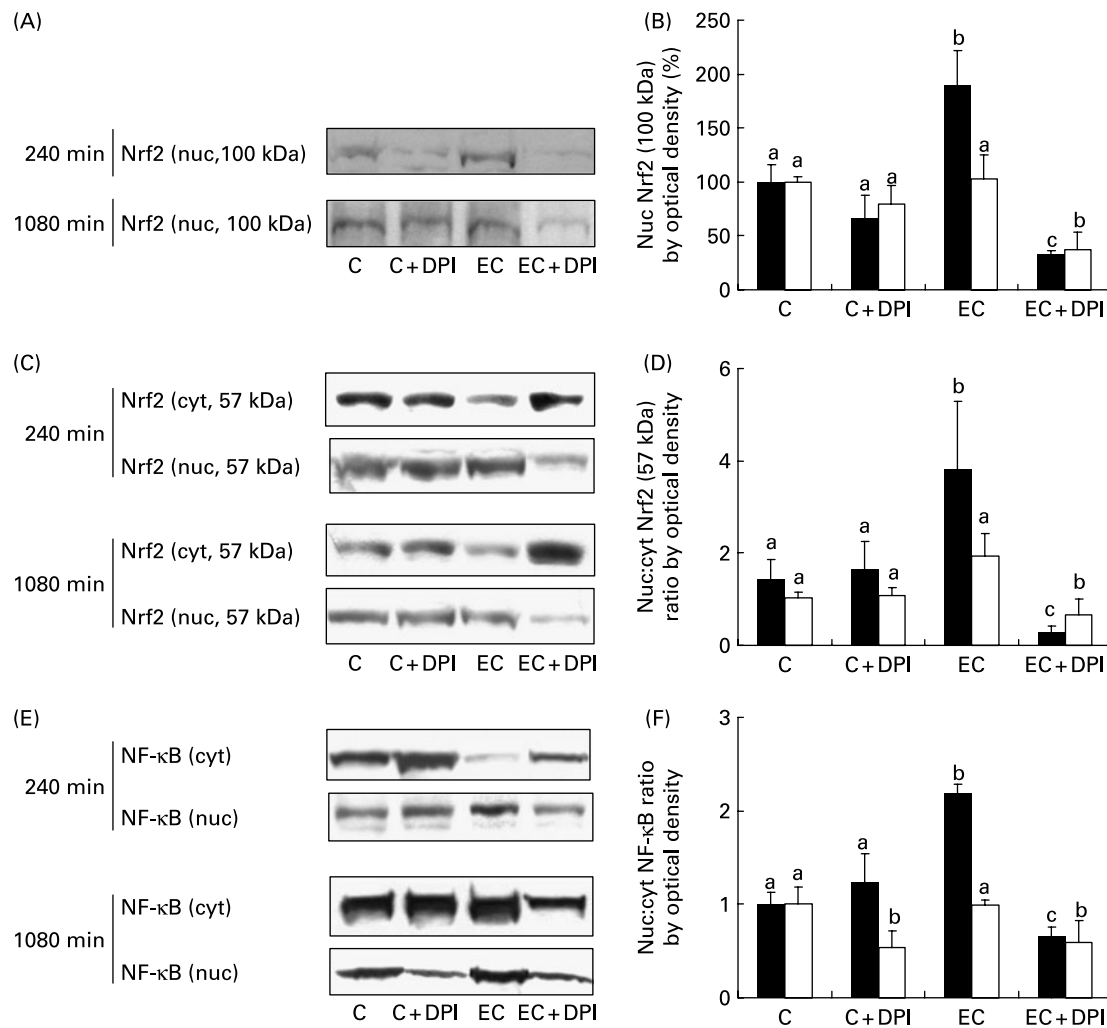 (A)
240 min
Nrf2 (nuc,100 kDa)
1080 min
Nrf2 (nuc, 100 kDa)
C C + DPI EC EC + DPI
(B)
Nuc Nrf2 (100 kDa)
by optical density (%)
250
200
150
100
50
0
a a
a a
b a
c b
C C + DPI EC EC + DPI
(C)
240 min
Nrf2 (cyt, 57 kDa)
Nrf2 (nuc, 57 kDa)
1080 min
Nrf2 (cyt, 57 kDa)
Nrf2 (nuc, 57 kDa)
C C + DPI EC EC + DPI
(D)
Nuc:cyt Nrf2 (57 kDa)
ratio by optical density
6
4
2
0
a a
a a
b a
c b
C C + DPI EC EC + DPI
(E)
240 min
NF-κB (cyt)
NF-κB (nuc)
1080 min
NF-κB (cyt)
NF-κB (nuc)
C C + DPI EC EC + DPI
(F)
Nuc:cyt NF-κB ratio
by optical density
3
2
1
0
a a
a b
b a
c b
C C + DPI EC EC + DPI